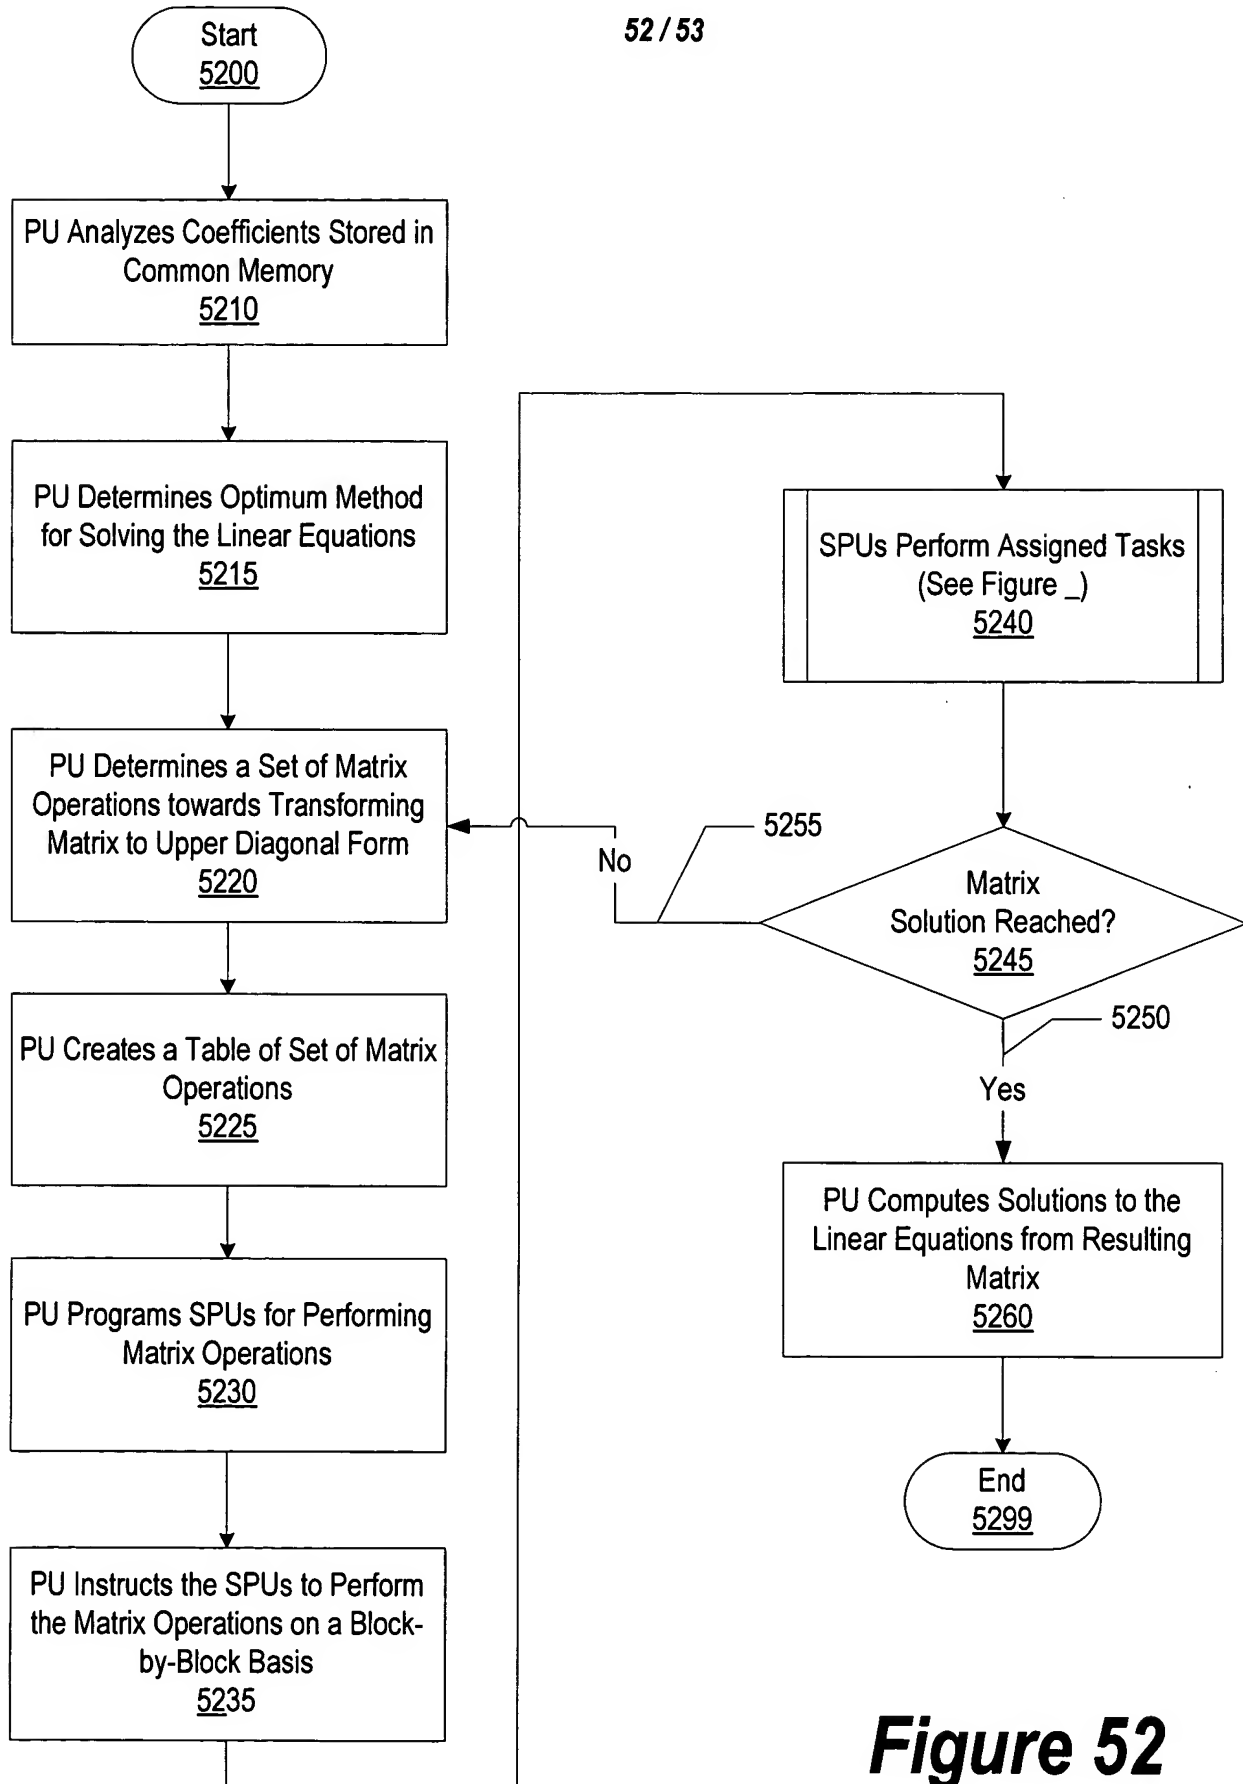 52 / 53
Start
5200
PU Analyzes Coefficients Stored in
Common Memory
5210
PU Determines Optimum Method
for Solving the Linear Equations
5215
PU Determines a Set of Matrix
Operations towards Transforming
Matrix to Upper Diagonal Form
5220
PU Creates a Table of Set of Matrix
Operations
5225
PU Programs SPUs for Performing
Matrix Operations
5230
PU Instructs the SPUs to Perform
the Matrix Operations on a Block-
by-Block Basis
5235
SPUs Perform Assigned Tasks
(See Figure _)
5240
Matrix
Solution Reached?
5245
5255
No
5250
Yes
PU Computes Solutions to the
Linear Equations from Resulting
Matrix
5260
End
5299
Figure 52